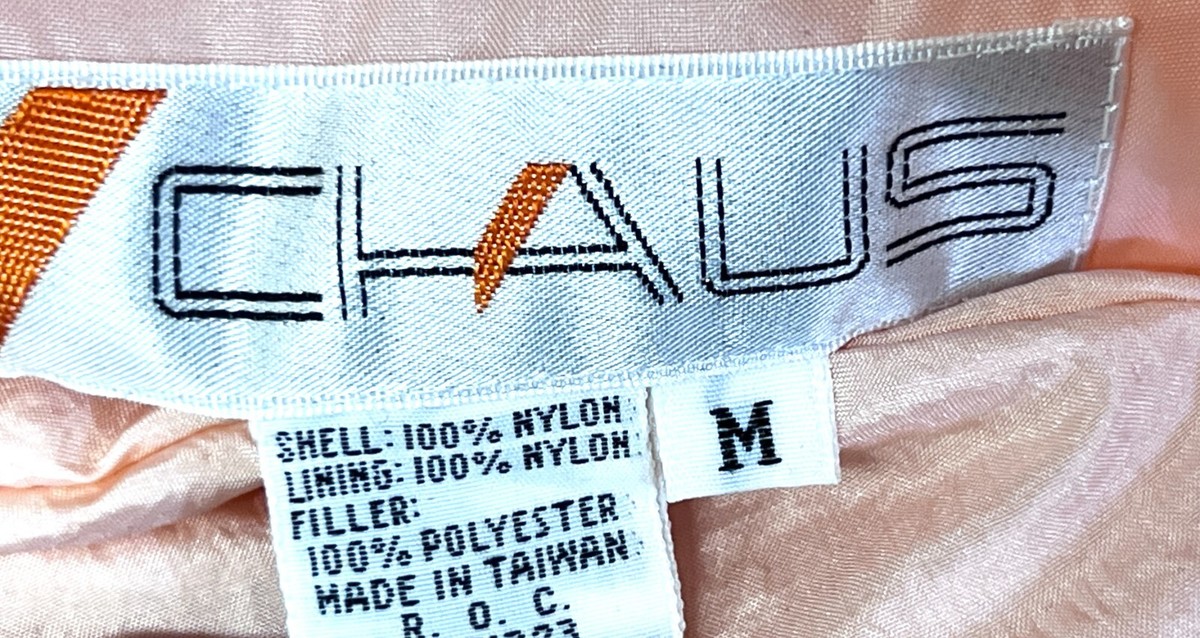 CHAUS
M
SHELL: 100% NYLON
LINING: 100% NYLON
FILLER:
100% POLYESTER
MADE IN TAIWAN
R. O. C.